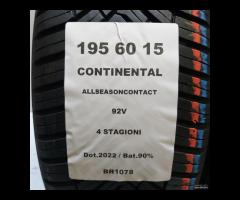 195 60 15
CONTINENTAL
ALLSEASONCONTACT
92V
4 STAGIONI
Dot.2022 / Bat.90%
BR1078